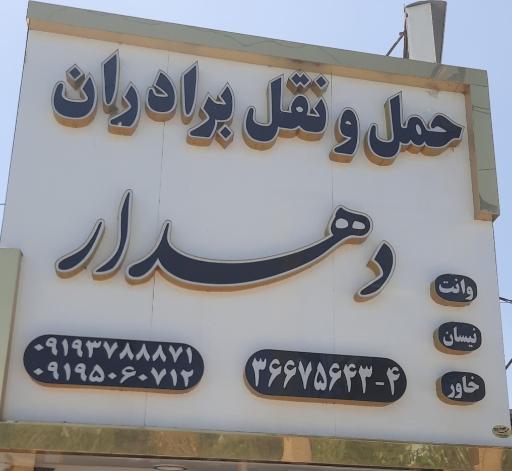 حمل و نقل برادران
دهدار
وانت
نیسان
خاور
۳۶۶۷۵۶۴۳-۴
۰۹۱۹۳۷۸۸۸۷۱
۰۹۱۹۵۰۶۰۷۱۲